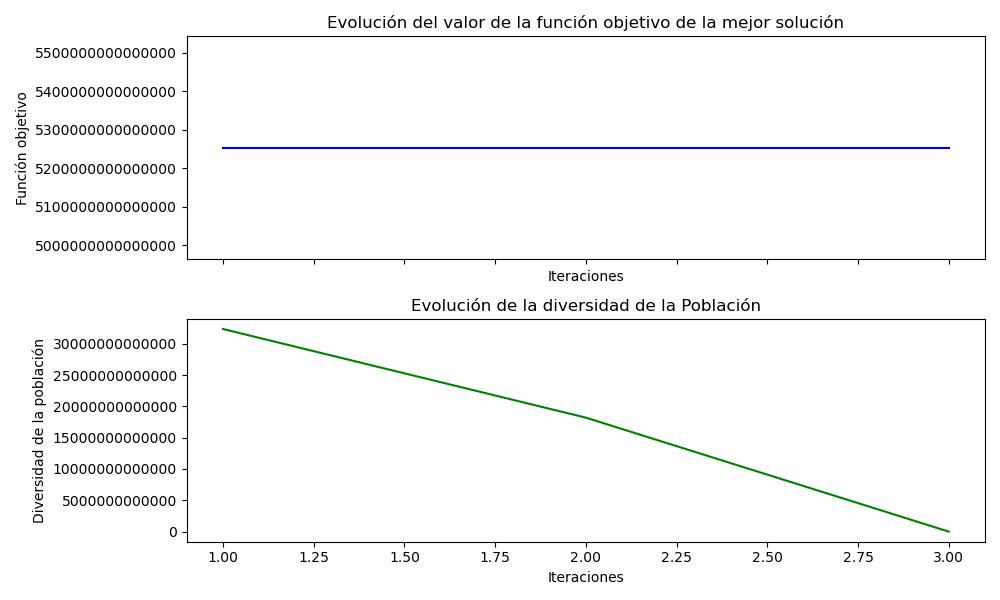 Evolución del valor de la función objetivo de la mejor solución
Función objetivo
5500000000000000
5400000000000000
5300000000000000
5200000000000000
5100000000000000
5000000000000000
Iteraciones
Evolución de la diversidad de la Población
Diversidad de la población
30000000000000
25000000000000
20000000000000
15000000000000
10000000000000
5000000000000
0
1.00 1.25 1.50 1.75 2.00 2.25 2.50 2.75 3.00
Iteraciones